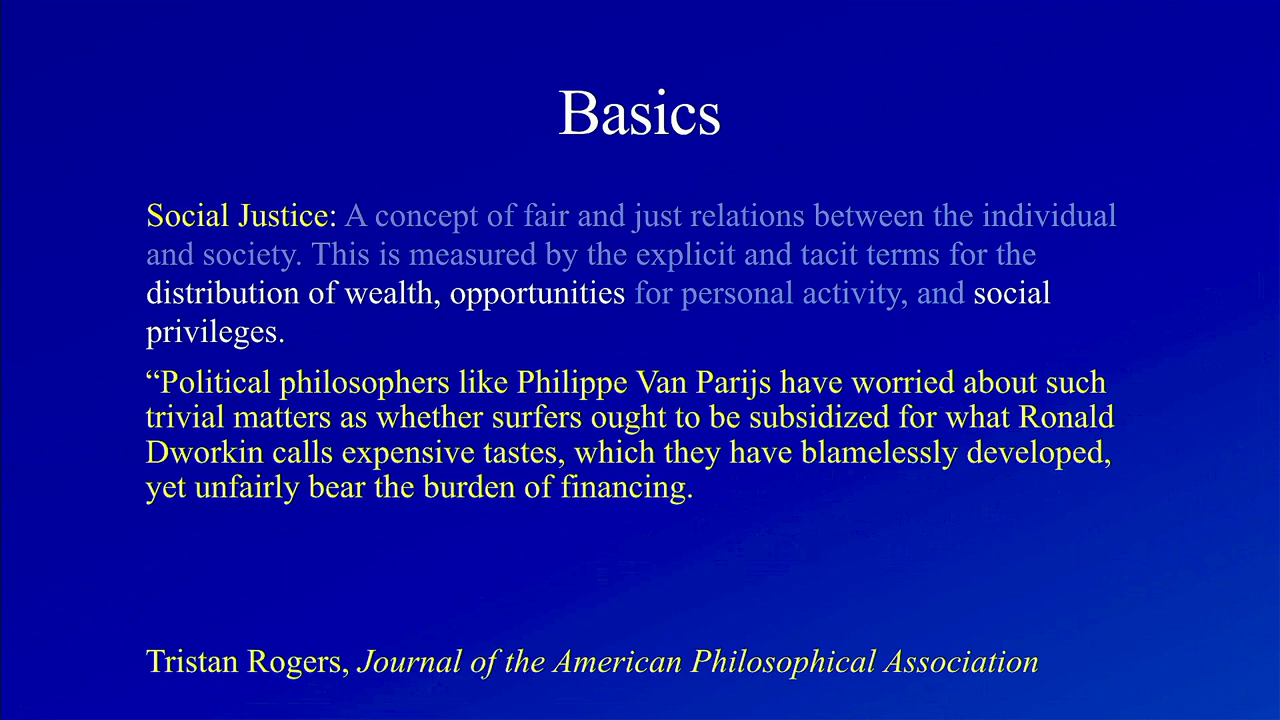 Basics
Social Justice: A concept of fair and just relations between the individual
and society. This is measured by the explicit and tacit terms for the
distribution of wealth, opportunities for personal activity, and social
privileges.
“Political philosophers like Philippe Van Parijs have worried about such
trivial matters as whether surfers ought to be subsidized for what Ronald
Dworkin calls expensive tastes, which they have blamelessly developed,
yet unfairly bear the burden of financing.
Tristan Rogers, Journal of the American Philosophical Association